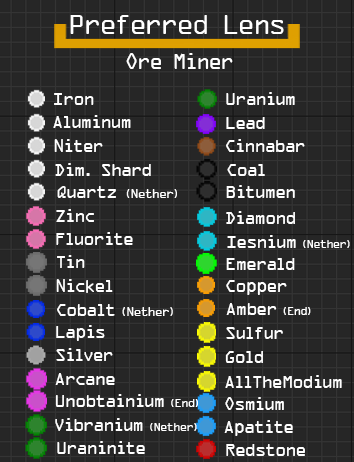 Preferred Lens
Ore Miner
Iron
Aluminum
Niter
Dim. Shard
Quartz (Nether)
Zinc
Fluorite
Tin
Nickel
Cobalt (Nether)
Lapis
Silver
Arcane
Unobtainium (End)
Vibranium (Nether)
Uraninite
Uranium
Lead
Cinnabar
Coal
Bitumen
Diamond
Iesnium (Nether)
Emerald
Copper
Amber (End)
Sulfur
Gold
AllTheModium
Osmium
Apatite
Redstone